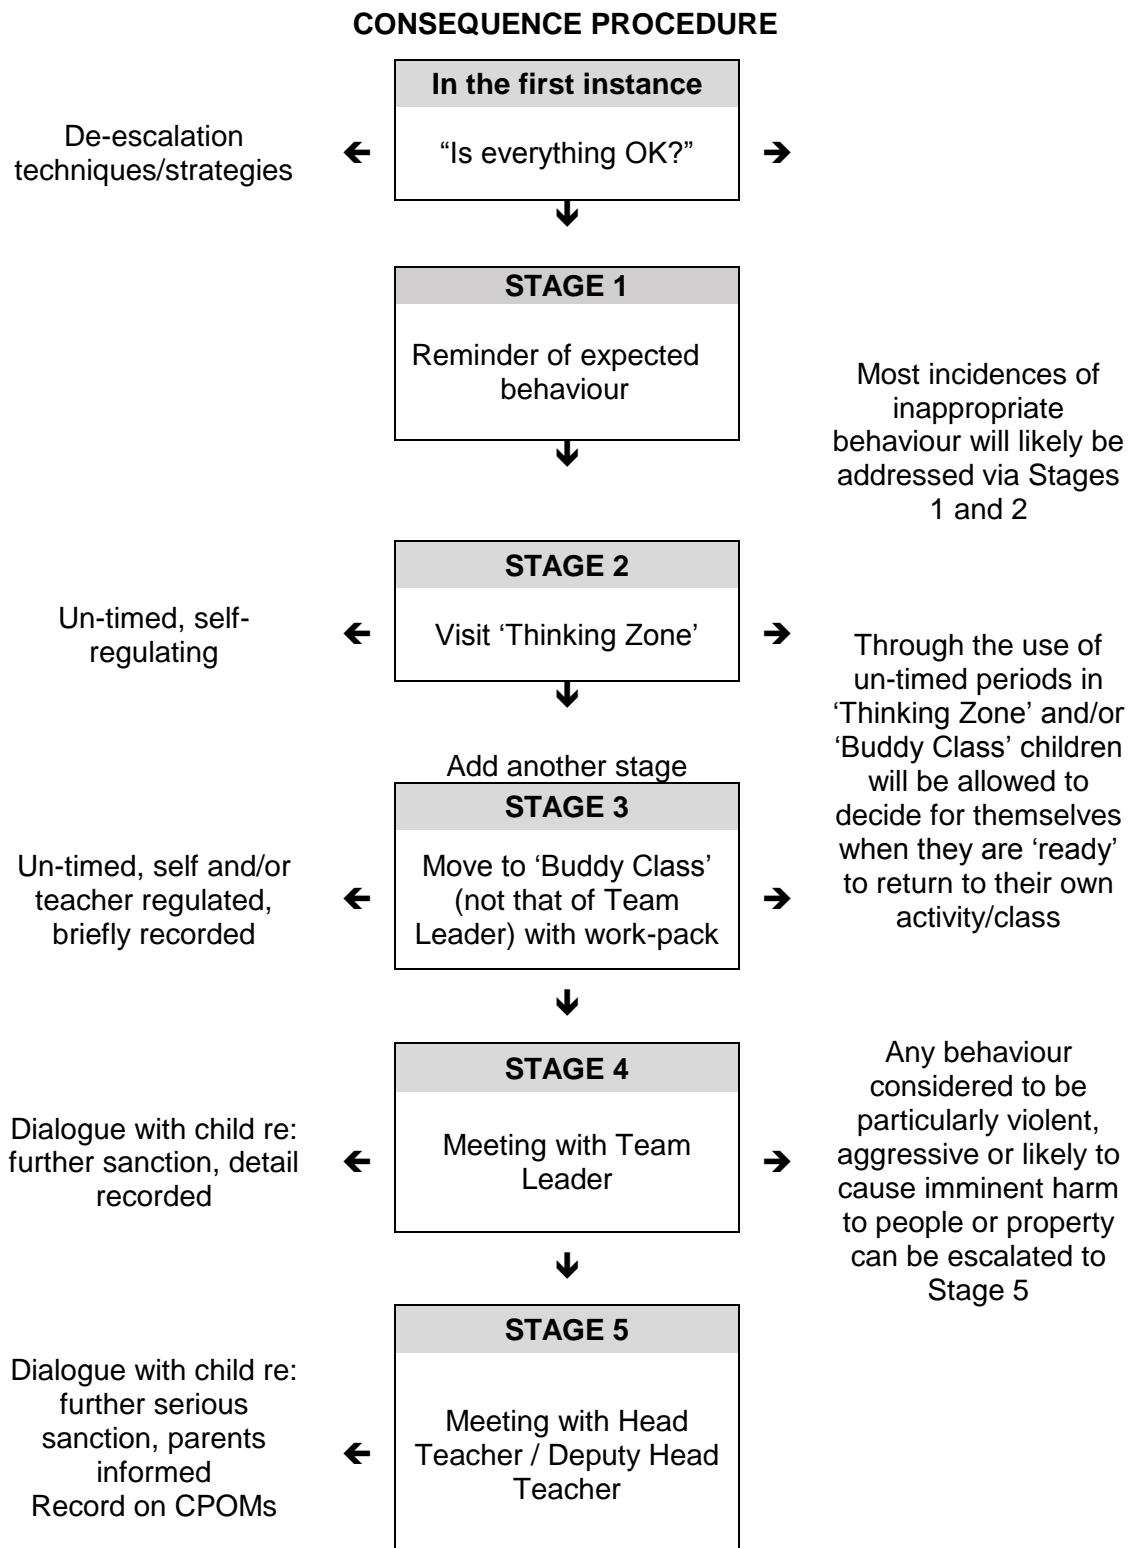 CONSEQUENCE PROCEDURE
In the first instance
De-escalation
techniques/strategies
🡸
“Is everything OK?”
🡺
🡻
STAGE 1
Reminder of expected
behaviour
🡻
Most incidences of
inappropriate
behaviour will likely be
addressed via Stages
1 and 2
STAGE 2
Un-timed, self-
regulating
🡸
Visit ‘Thinking Zone’
🡺
🡻
Through the use of
un-timed periods in
‘Thinking Zone’ and/or
‘Buddy Class’ children
will be allowed to
decide for themselves
when they are ‘ready’
to return to their own
activity/class
Add another stage
STAGE 3
Un-timed, self and/or
teacher regulated,
briefly recorded
🡸
Move to ‘Buddy Class’
(not that of Team
Leader) with work-pack
🡺
🡻
STAGE 4
Dialogue with child re:
further sanction, detail
recorded
🡸
Meeting with Team
Leader
🡺
Any behaviour
considered to be
particularly violent,
aggressive or likely to
cause imminent harm
to people or property
can be escalated to
Stage 5
🡻
STAGE 5
Dialogue with child re:
further serious
sanction, parents
informed
Record on CPOMs
🡸
Meeting with Head
Teacher / Deputy Head
Teacher